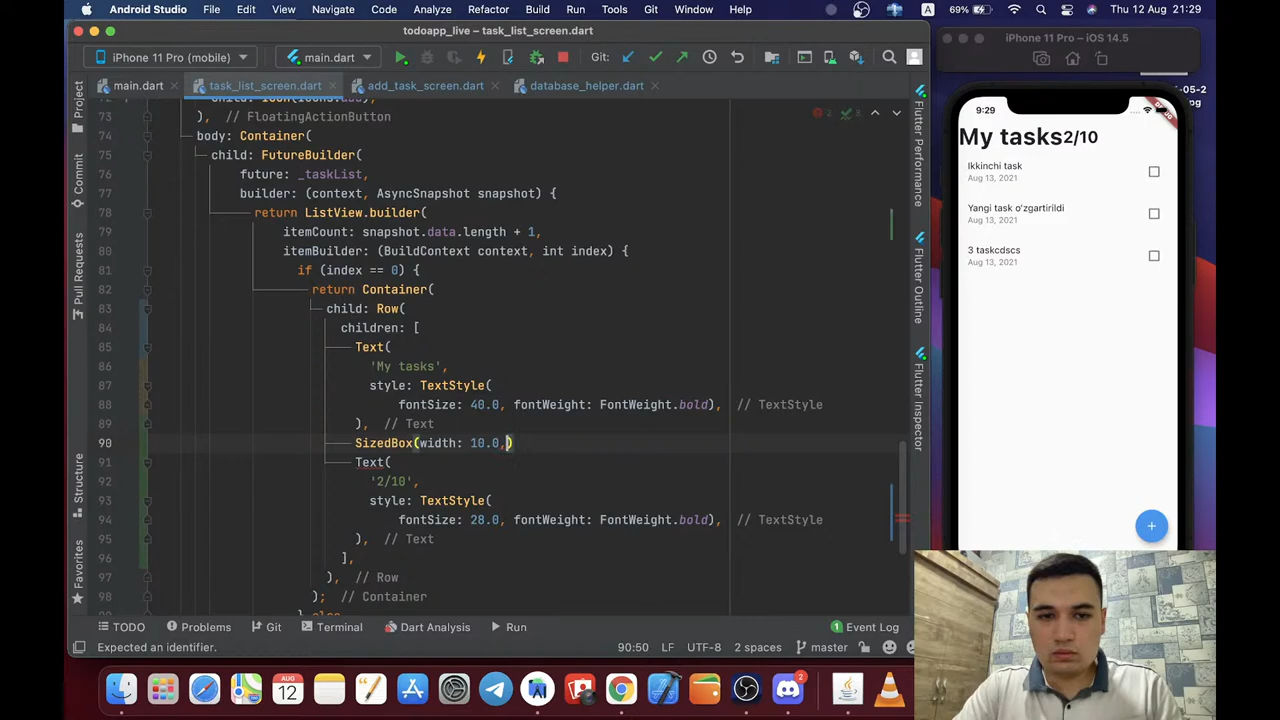 Android Studio File Edit View Navigate Code Analyze Refactor Build Run Tools Git Window Help 69% A Thu 12 Aug 21:29
todoapp_live – task_list_screen.dart
iPhone 11 Pro (mobile) main.dart Git:
main.dart task_list_screen.dart add_task_screen.dart database_helper.dart
Project
Commit
Pull Requests
Structure
Favorites
73 ), // FloatingActionButton
74 body: Container(
75 child: FutureBuilder(
76 future: _taskList,
77 builder: (context, AsyncSnapshot snapshot) {
78 return ListView.builder(
79 itemCount: snapshot.data.length + 1,
80 itemBuilder: (BuildContext context, int index) {
81 if (index == 0) {
82 return Container(
83 child: Row(
84 children: [
85 Text(
86 'My tasks',
87 style: TextStyle(
88 fontSize: 40.0, fontWeight: FontWeight.bold), // TextStyle
89 ), // Text
90 SizedBox(width: 10.0,)
91 Text(
92 '2/10',
93 style: TextStyle(
94 fontSize: 28.0, fontWeight: FontWeight.bold), // TextStyle
95 ), // Text
96 ],
97 ), // Row
98 ); // Container
2 3
Flutter Performance
Flutter Outline
Flutter Inspector
TODO Problems Git Terminal Dart Analysis Run 1 Event Log
Expected an identifier. 90:50 LF UTF-8 2 spaces master
AUG
12
iPhone 11 Pro – iOS 14.5
-05-2
pg
9:29
My tasks2/10
Ikkinchi task
Aug 13, 2021
Yangi task o'zgartirildi
Aug 13, 2021
3 taskcdscs
Aug 13, 2021